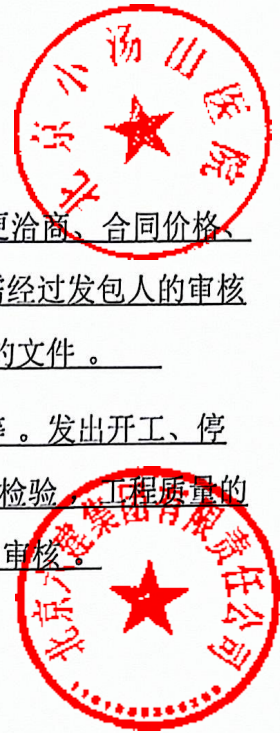 北京小汤山医院
更洽商、合同价格、
需经过发包人的审核
的文件 。
等 。发出开工、停
检验 ,工程质量的
审核 。
北京六建集团有限责任公司